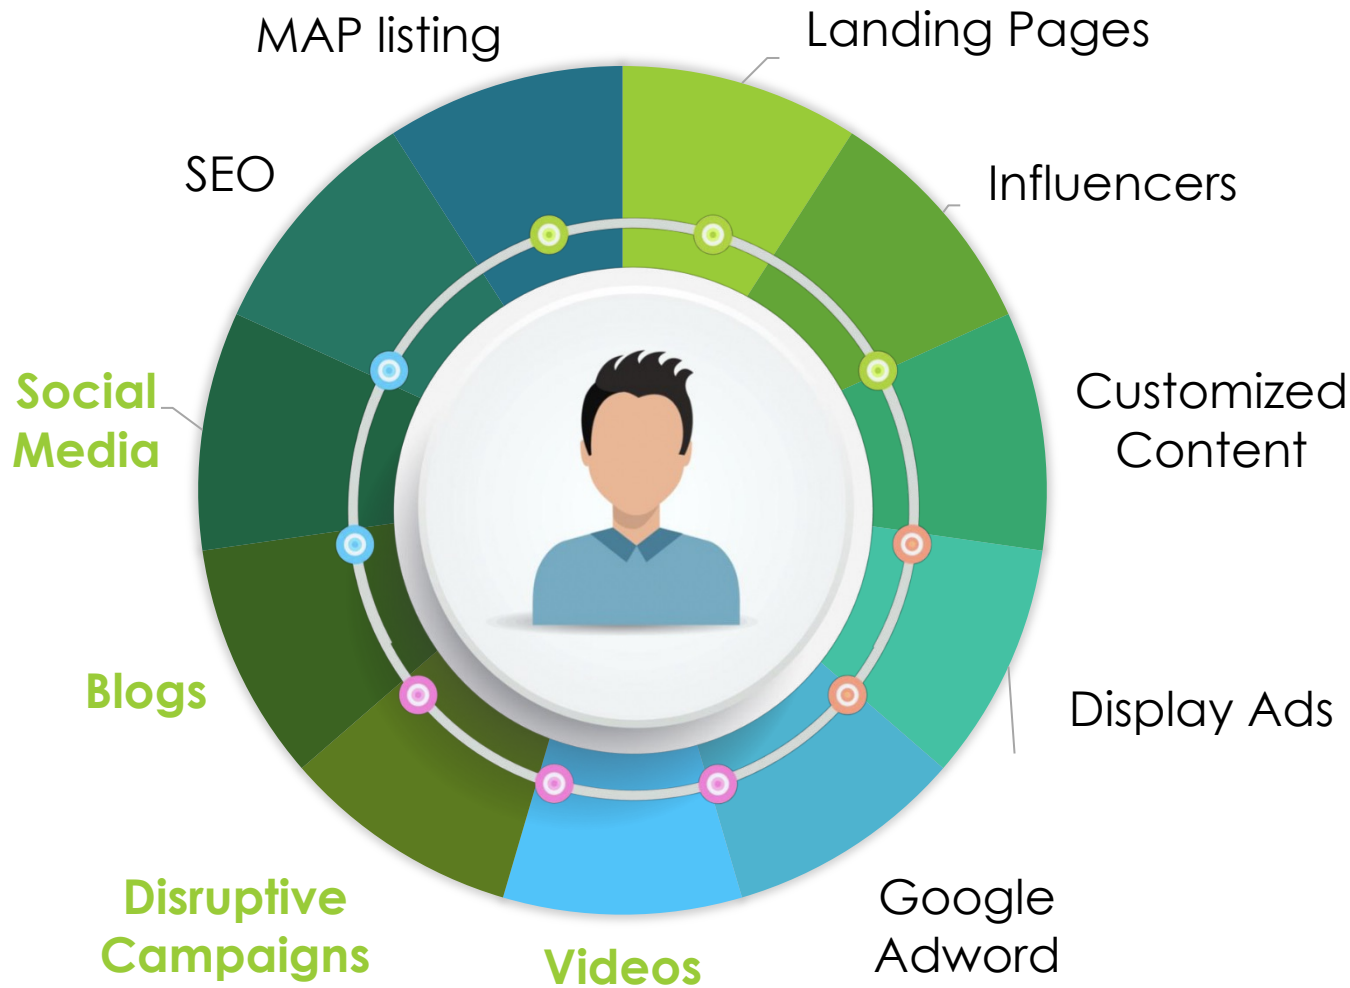 MAP listing
Landing Pages
SEO
Influencers
Social
Media
Customized
Content
Blogs
Display Ads
Disruptive
Campaigns
Videos
Google
Adword